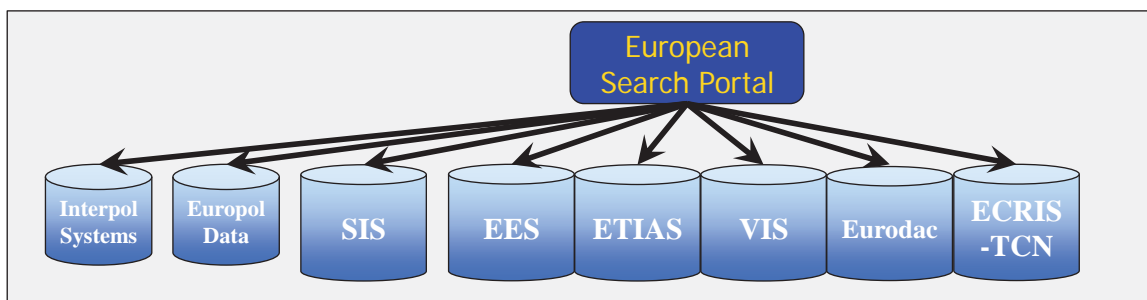 European
Search Portal
Interpol
Systems
Europol
Data
SIS
EES
ETIAS
VIS
Eurodac
ECRIS
-TCN